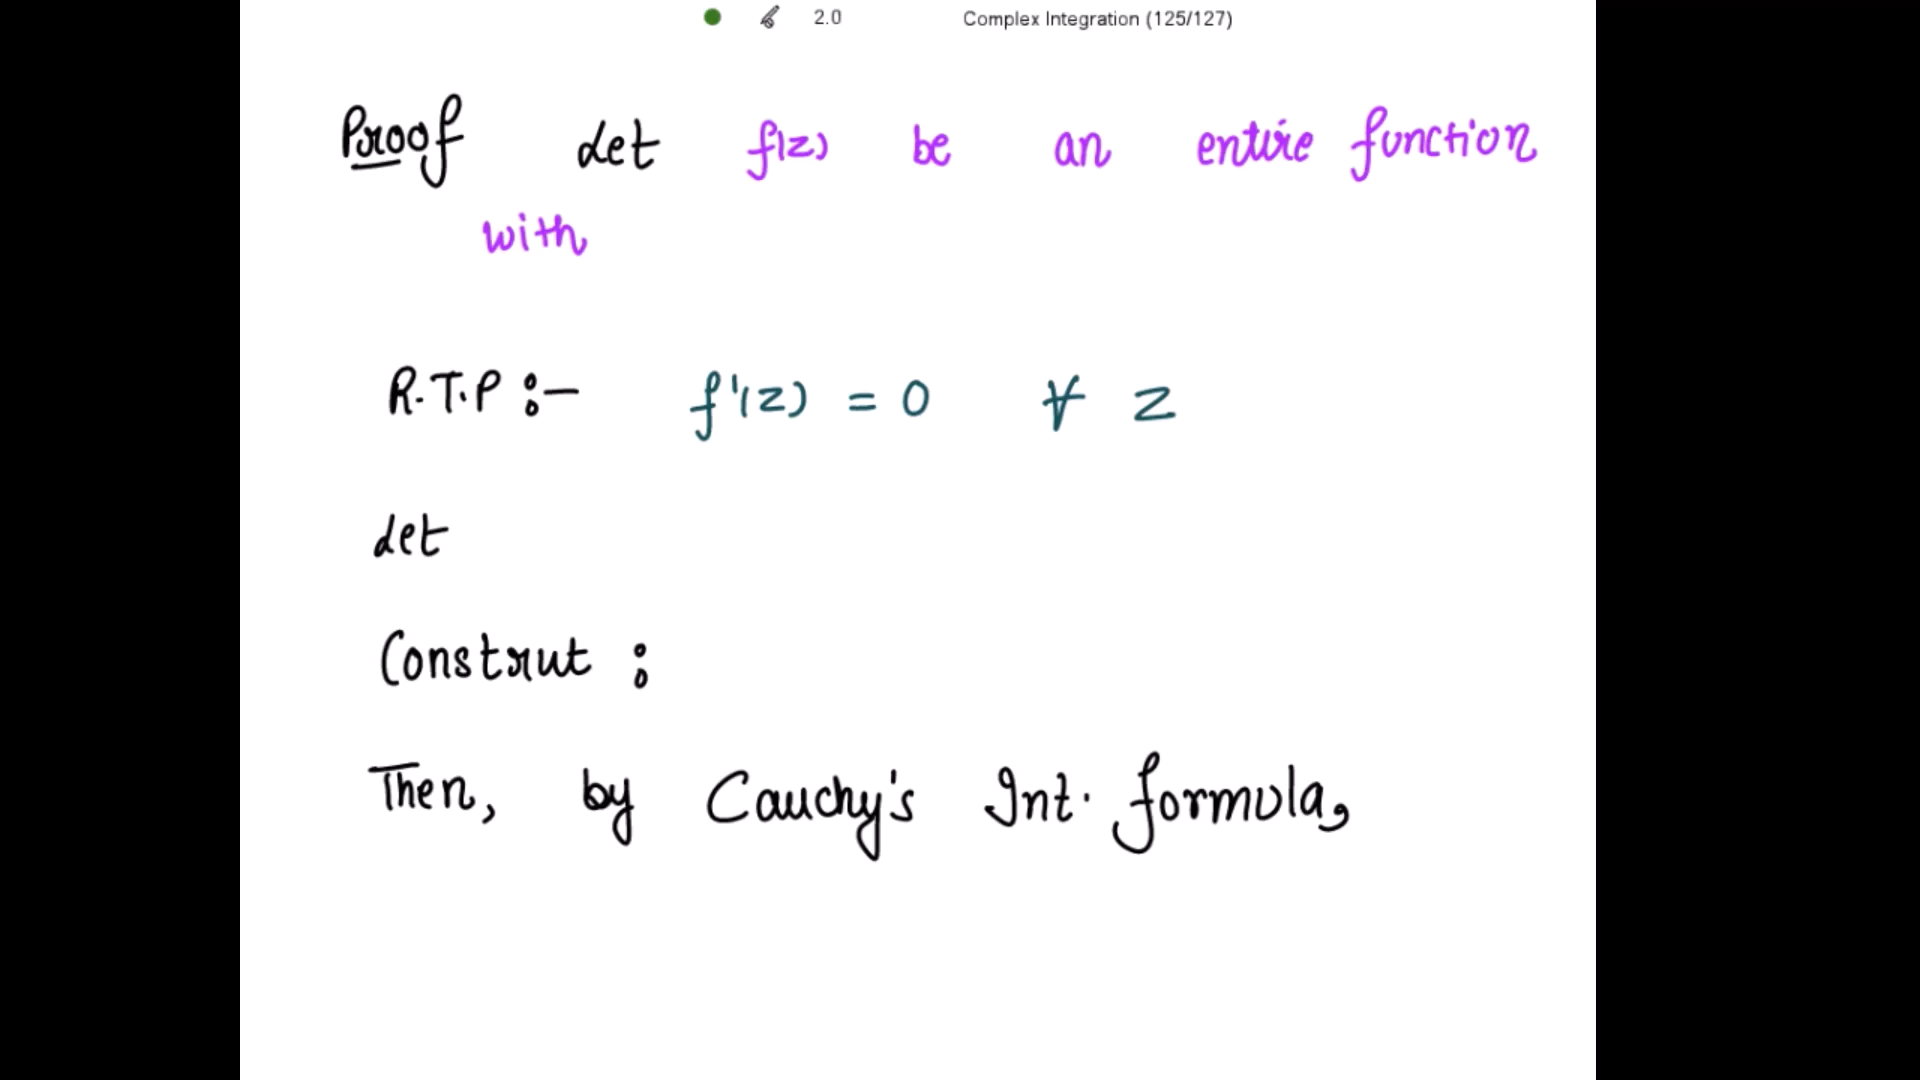 2.0 Complex Integration (125/127)
Proof Let f(z) be an entire function
with
R.T.P :- f'(z) = 0 ∀ z
Let
Construt :
Then, by Cauchy's Int. formula,